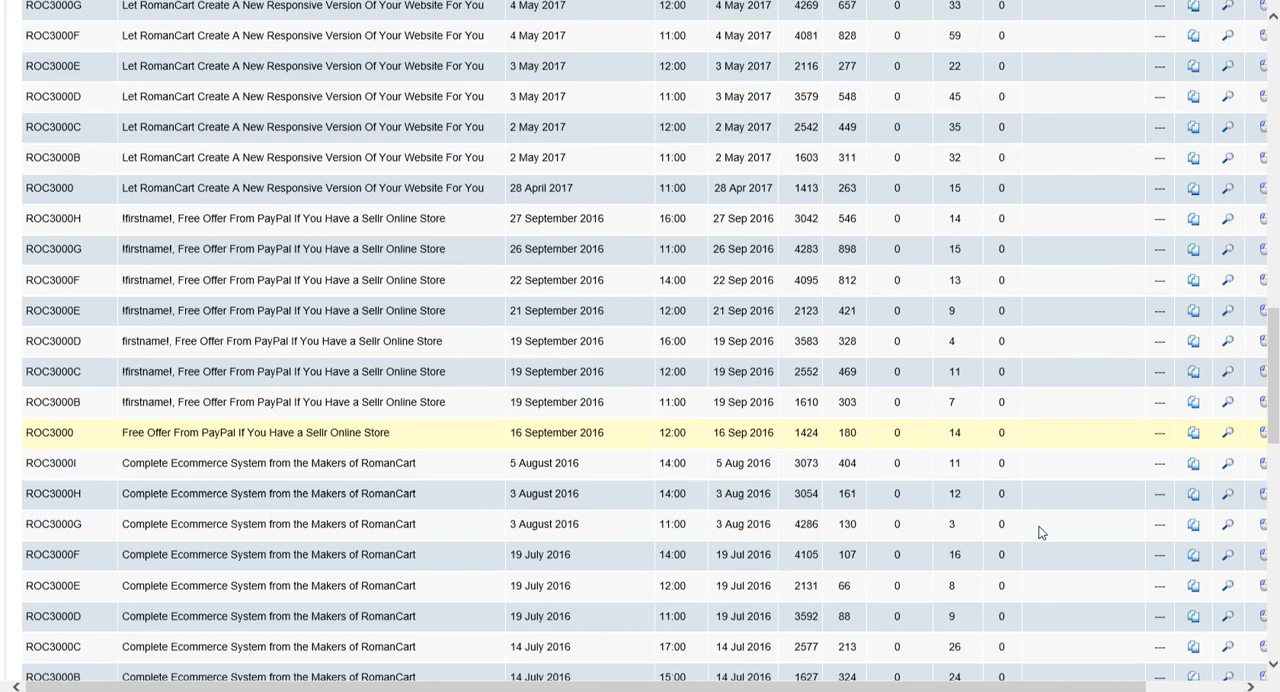 ROC3000G Let RomanCart Create A New Responsive Version Of Your Website For You 4 May 2017 12:00 4 May 2017 4269 657 0 33 0
ROC3000F Let RomanCart Create A New Responsive Version Of Your Website For You 4 May 2017 11:00 4 May 2017 4081 828 0 59 0 ---
ROC3000E Let RomanCart Create A New Responsive Version Of Your Website For You 3 May 2017 12:00 3 May 2017 2116 277 0 22 0 ---
ROC3000D Let RomanCart Create A New Responsive Version Of Your Website For You 3 May 2017 11:00 3 May 2017 3579 548 0 45 0 ---
ROC3000C Let RomanCart Create A New Responsive Version Of Your Website For You 2 May 2017 12:00 2 May 2017 2542 449 0 35 0 ---
ROC3000B Let RomanCart Create A New Responsive Version Of Your Website For You 2 May 2017 11:00 2 May 2017 1603 311 0 32 0 ---
ROC3000 Let RomanCart Create A New Responsive Version Of Your Website For You 28 April 2017 11:00 28 Apr 2017 1413 263 0 15 0 ---
ROC3000H !firstname!, Free Offer From PayPal If You Have a Sellr Online Store 27 September 2016 16:00 27 Sep 2016 3042 546 0 14 0 ---
ROC3000G !firstname!, Free Offer From PayPal If You Have a Sellr Online Store 26 September 2016 11:00 26 Sep 2016 4283 898 0 15 0 ---
ROC3000F !firstname!, Free Offer From PayPal If You Have a Sellr Online Store 22 September 2016 14:00 22 Sep 2016 4095 812 0 13 0 ---
ROC3000E !firstname!, Free Offer From PayPal If You Have a Sellr Online Store 21 September 2016 12:00 21 Sep 2016 2123 421 0 9 0 ---
ROC3000D firstname!, Free Offer From PayPal If You Have a Sellr Online Store 19 September 2016 16:00 19 Sep 2016 3583 328 0 4 0 ---
ROC3000C !firstname!, Free Offer From PayPal If You Have a Sellr Online Store 19 September 2016 12:00 19 Sep 2016 2552 469 0 11 0 ---
ROC3000B !firstname!, Free Offer From PayPal If You Have a Sellr Online Store 19 September 2016 11:00 19 Sep 2016 1610 303 0 7 0 ---
ROC3000 Free Offer From PayPal If You Have a Sellr Online Store 16 September 2016 12:00 16 Sep 2016 1424 180 0 14 0 ---
ROC3000I Complete Ecommerce System from the Makers of RomanCart 5 August 2016 14:00 5 Aug 2016 3073 404 0 11 0 ---
ROC3000H Complete Ecommerce System from the Makers of RomanCart 3 August 2016 14:00 3 Aug 2016 3054 161 0 12 0 ---
ROC3000G Complete Ecommerce System from the Makers of RomanCart 3 August 2016 11:00 3 Aug 2016 4286 130 0 3 0 ---
ROC3000F Complete Ecommerce System from the Makers of RomanCart 19 July 2016 14:00 19 Jul 2016 4105 107 0 16 0 ---
ROC3000E Complete Ecommerce System from the Makers of RomanCart 19 July 2016 12:00 19 Jul 2016 2131 66 0 8 0 ---
ROC3000D Complete Ecommerce System from the Makers of RomanCart 19 July 2016 11:00 19 Jul 2016 3592 88 0 9 0 ---
ROC3000C Complete Ecommerce System from the Makers of RomanCart 14 July 2016 17:00 14 Jul 2016 2577 213 0 26 0 ---
ROC3000B Complete Ecommerce System from the Makers of RomanCart 14 July 2016 15:00 14 Jul 2016 1627 324 0 24 0 ---